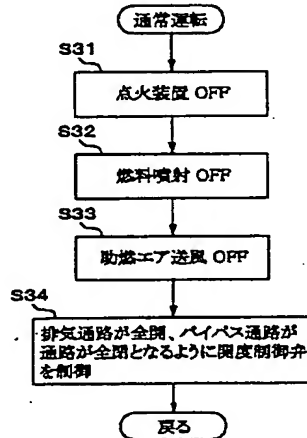 通常運転
S31
点火装置 OFF
S32
燃料噴射 OFF
S33
助燃エア送風 OFF
S34
排気通路が全開、バイパス通路が
通路が全閉となるように開度制御弁
を制御
戻る